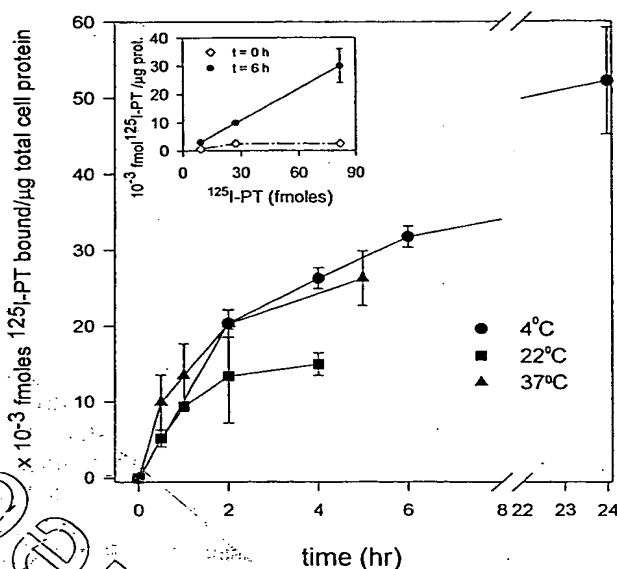 x 10⁻³ fmoles ¹²⁵I-PT bound/µg total cell protein
60
50
40
30
20
10
0
10⁻³ fmol¹²⁵I-PT/µg prot.
40
30
20
10
0
t = 0 h
t = 6 h
0 30 60 90
¹²⁵I-PT (fmoles)
4°C
22°C
37°C
0 2 4 6 8 22 23 24
time (hr)